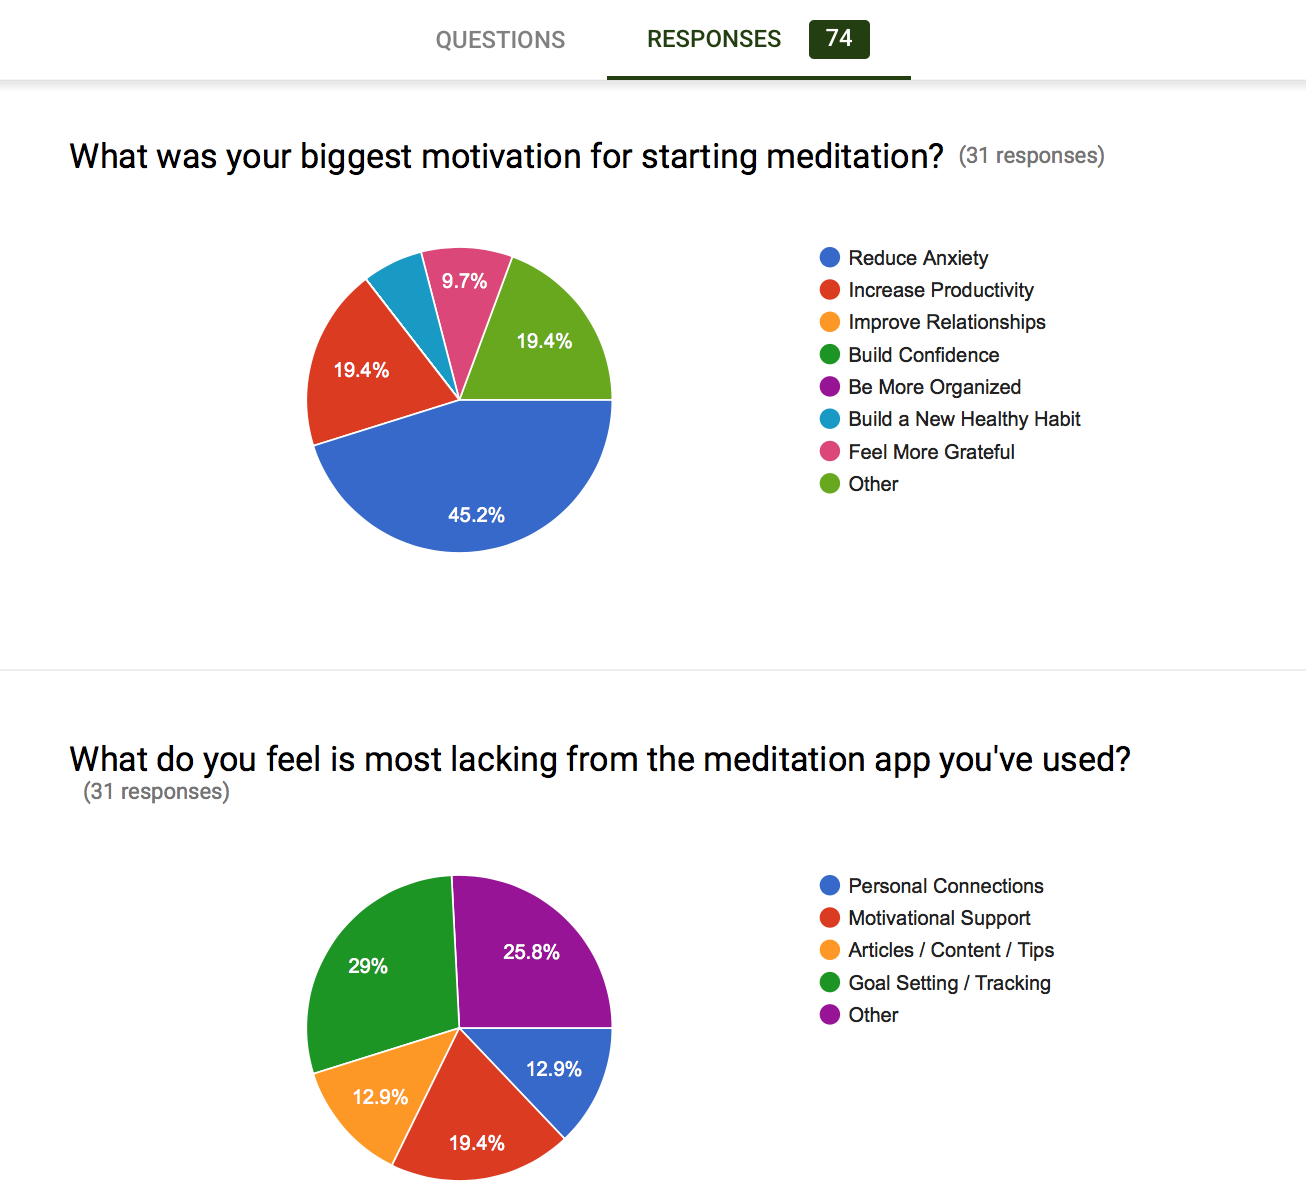 QUESTIONS RESPONSES 74
What was your biggest motivation for starting meditation? (31 responses)
9.7%
19.4%
19.4%
45.2%
Reduce Anxiety
Increase Productivity
Improve Relationships
Build Confidence
Be More Organized
Build a New Healthy Habit
Feel More Grateful
Other
What do you feel is most lacking from the meditation app you've used?
(31 responses)
25.8%
29%
12.9%
12.9%
19.4%
Personal Connections
Motivational Support
Articles / Content / Tips
Goal Setting / Tracking
Other